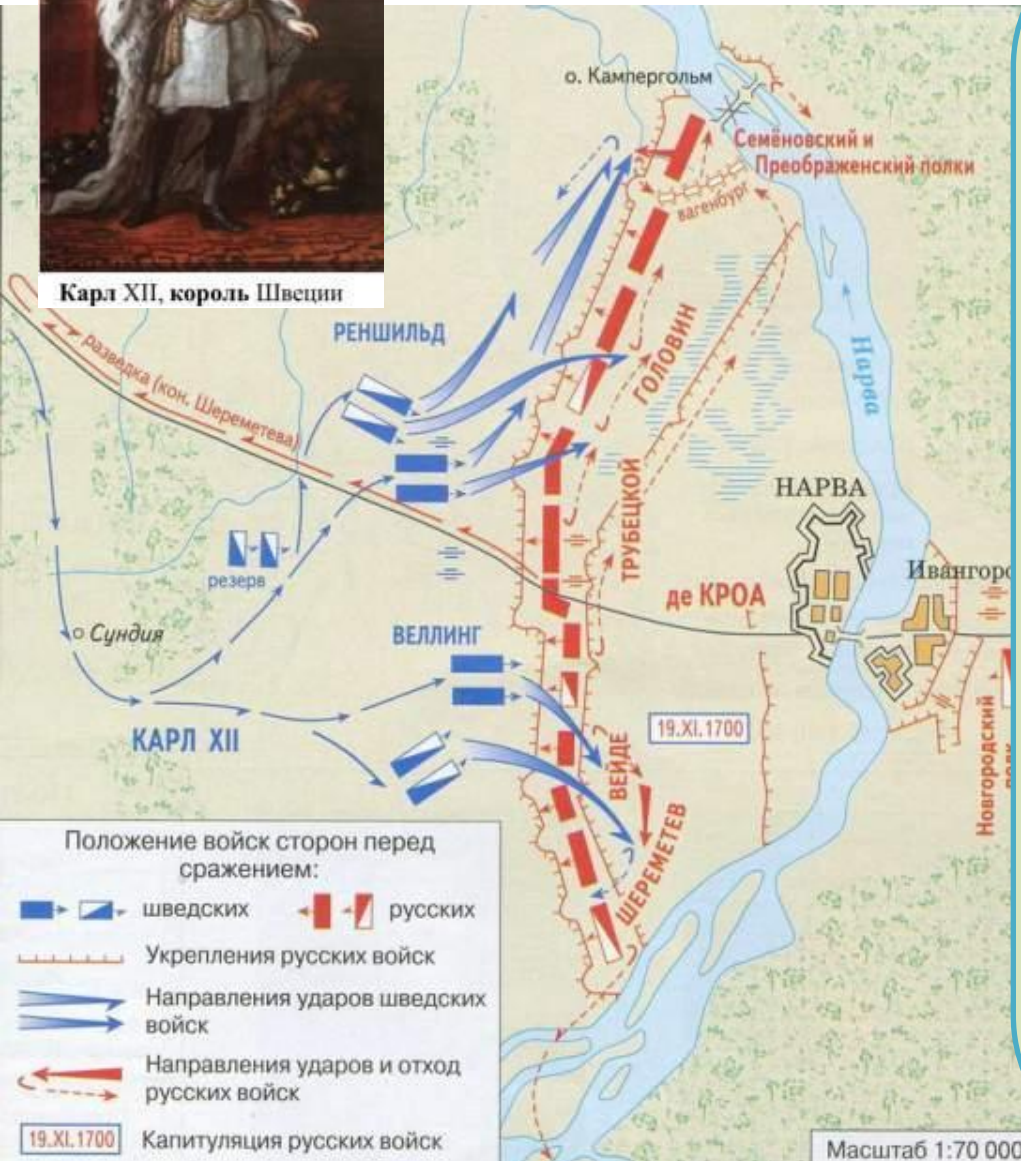 Карл XII, король Швеции
о. Кампергольм
Семёновский и
Преображенский полки
вагенбург
РЕНШИЛЬД
разведка (кон. Шереметева)
ГОЛОВИН
Нарва
НАРВА
ТРУБЕЦКОЙ
резерв
де КРОА
Ивангоро
Сундия
ВЕЛЛИНГ
КАРЛ XII
19.XI.1700
ВЕЙДЕ
ШЕРЕМЕТЕВ
Новгородский
Положение войск сторон перед
сражением:
шведских
русских
Укрепления русских войск
Направления ударов шведских
войск
Направления ударов и отход
русских войск
19.XI.1700
Капитуляция русских войск
Масштаб 1:70 000